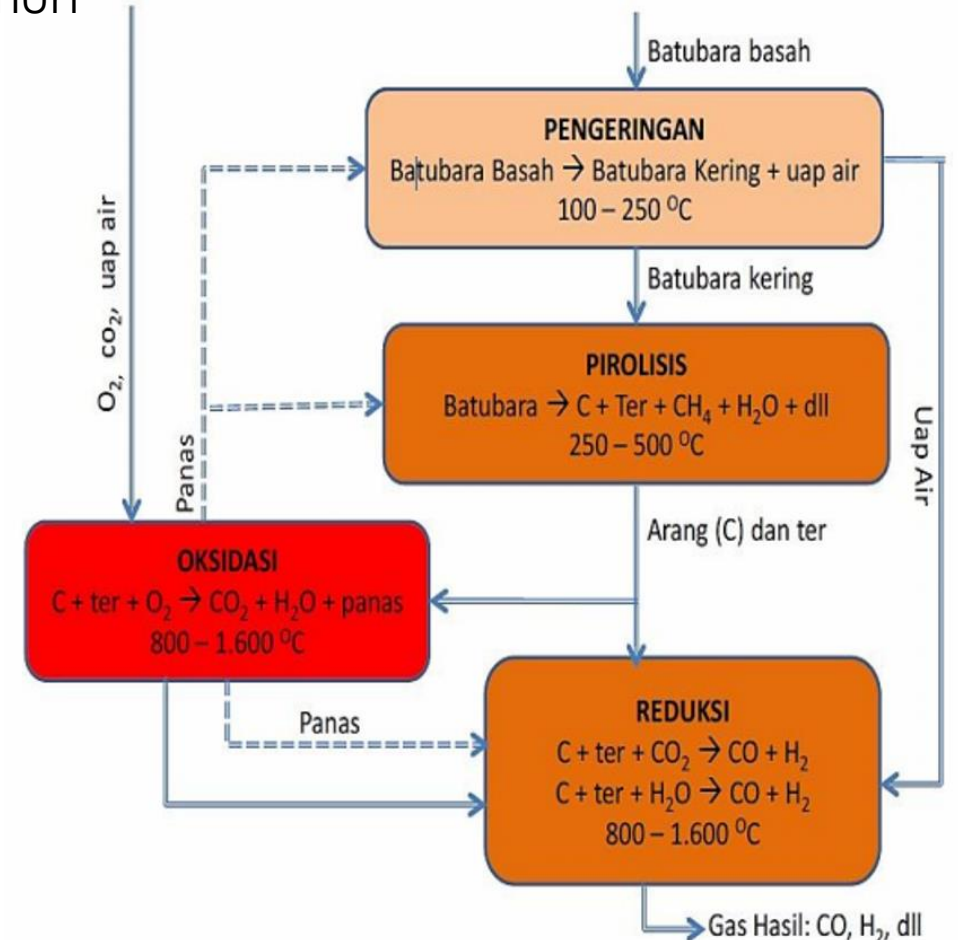 Batubara basah
PENGERINGAN
Batubara Basah → Batubara Kering + uap air
100 – 250 ⁰C
Batubara kering
O₂, co₂, uap air
PIROLISIS
Batubara → C + Ter + CH₄ + H₂O + dll
250 – 500 ⁰C
Panas
Uap Air
Arang (C) dan ter
OKSIDASI
C + ter + O₂ → CO₂ + H₂O + panas
800 – 1.600 ⁰C
Panas
REDUKSI
C + ter + CO₂ → CO + H₂
C + ter + H₂O → CO + H₂
800 – 1.600 ⁰C
Gas Hasil: CO, H₂, dll